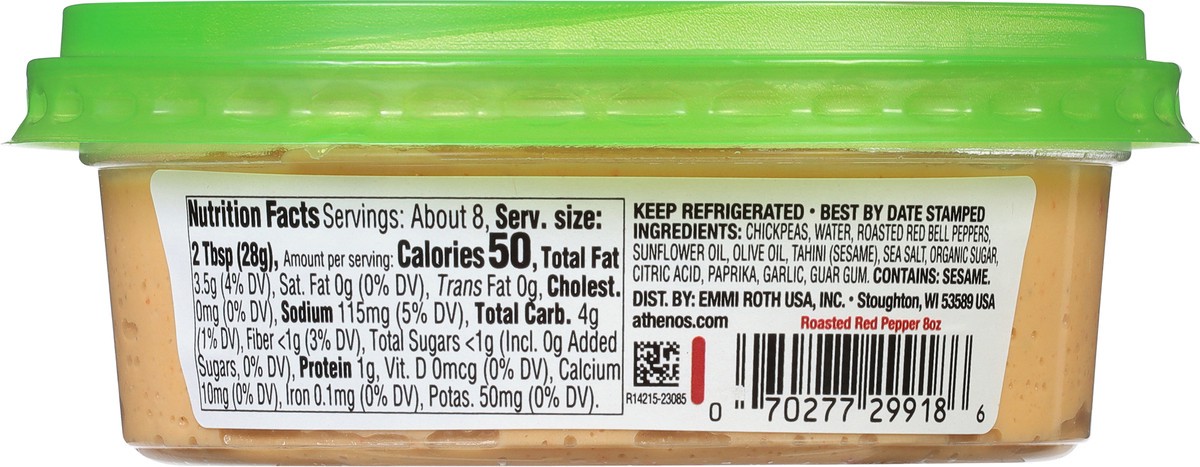 Nutrition Facts Servings: About 8, Serv. size:
2 Tbsp (28g), Amount per serving: Calories 50, Total Fat
3.5g (4% DV), Sat. Fat 0g (0% DV), Trans Fat 0g, Cholest.
0mg (0% DV), Sodium 115mg (5% DV), Total Carb. 4g
(1% DV), Fiber <1g (3% DV), Total Sugars <1g (Incl. 0g Added
Sugars, 0% DV), Protein 1g, Vit. D 0mcg (0% DV), Calcium
10mg (0% DV), Iron 0.1mg (0% DV), Potas. 50mg (0% DV).
KEEP REFRIGERATED • BEST BY DATE STAMPED
INGREDIENTS: CHICKPEAS, WATER, ROASTED RED BELL PEPPERS,
SUNFLOWER OIL, OLIVE OIL, TAHINI (SESAME), SEA SALT, ORGANIC SUGAR,
CITRIC ACID, PAPRIKA, GARLIC, GUAR GUM. CONTAINS: SESAME.
DIST. BY: EMMI ROTH USA, INC. • Stoughton, WI 53589 USA
athenos.com
Roasted Red Pepper 8oz
R14215-23085
0 70277 29918 6